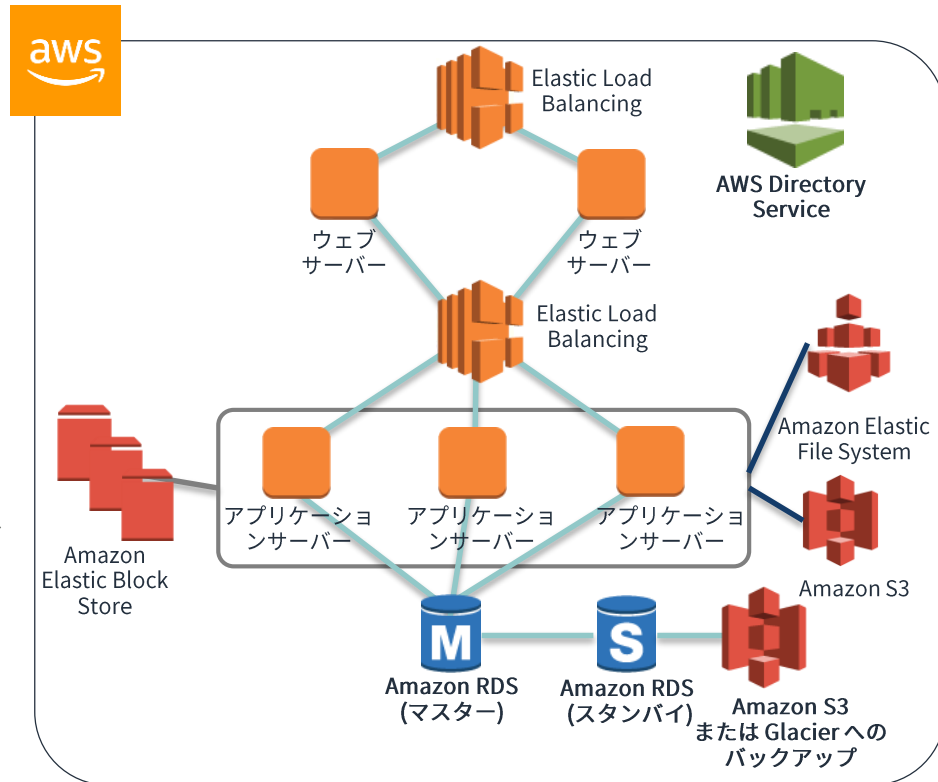 aws
Elastic Load
Balancing
AWS Directory
Service
ウェブ
サーバー
ウェブ
サーバー
Elastic Load
Balancing
Amazon Elastic
File System
アプリケーショ
ンサーバー
アプリケーショ
ンサーバー
アプリケーショ
ンサーバー
Amazon
Elastic Block
Store
Amazon S3
M
S
Amazon RDS
(マスター)
Amazon RDS
(スタンバイ)
Amazon S3
または Glacier への
バックアップ